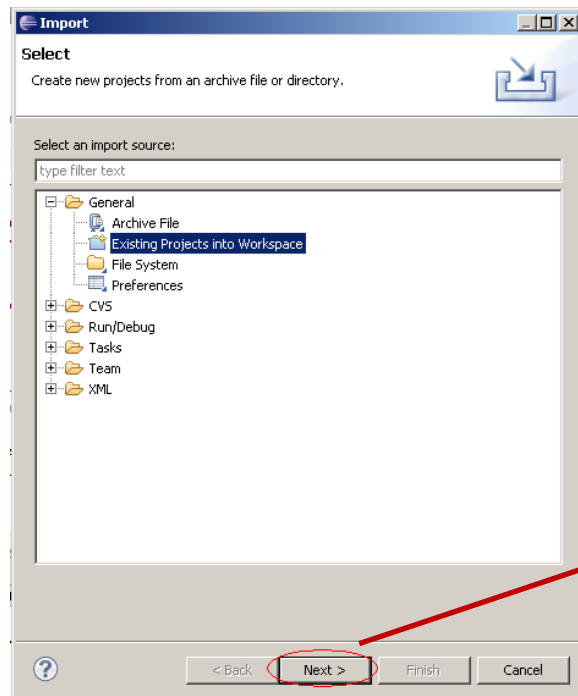 Import
Select
Create new projects from an archive file or directory.
Select an import source:
type filter text
General
Archive File
Existing Projects into Workspace
File System
Preferences
CVS
Run/Debug
Tasks
Team
XML
?
< Back Next > Finish Cancel